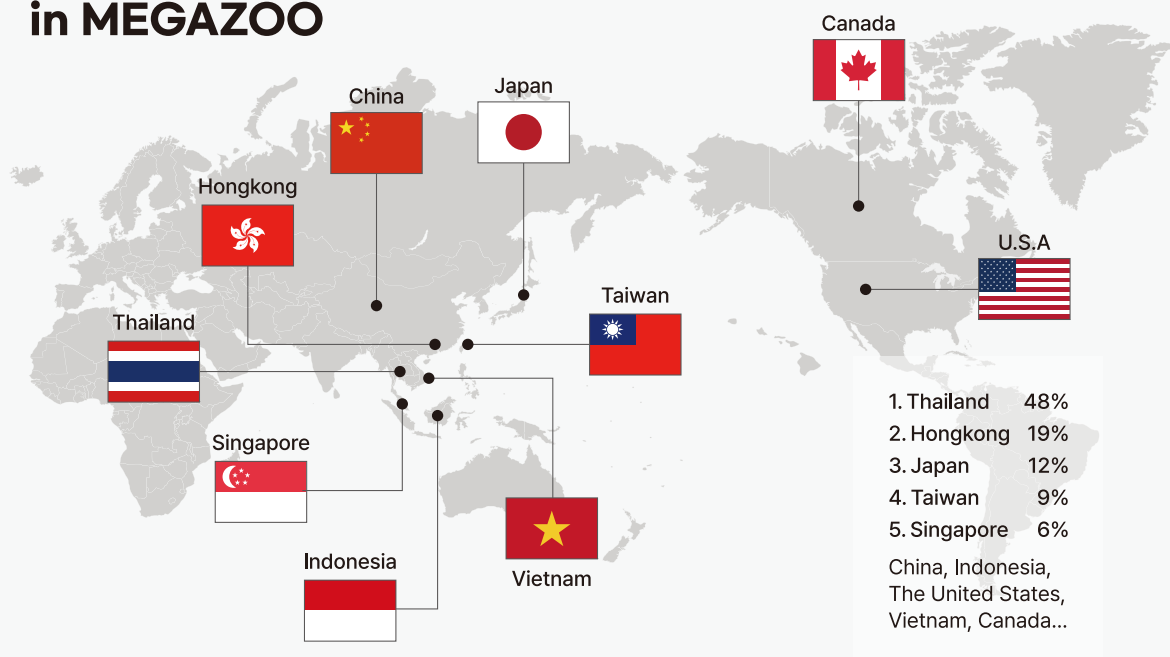 in MEGAZOO
Canada
China
Japan
Hongkong
U.S.A
Taiwan
Thailand
1. Thailand 48%
2. Hongkong 19%
3. Japan 12%
4. Taiwan 9%
5. Singapore 6%
China, Indonesia,
The United States,
Vietnam, Canada...
Singapore
Indonesia
Vietnam